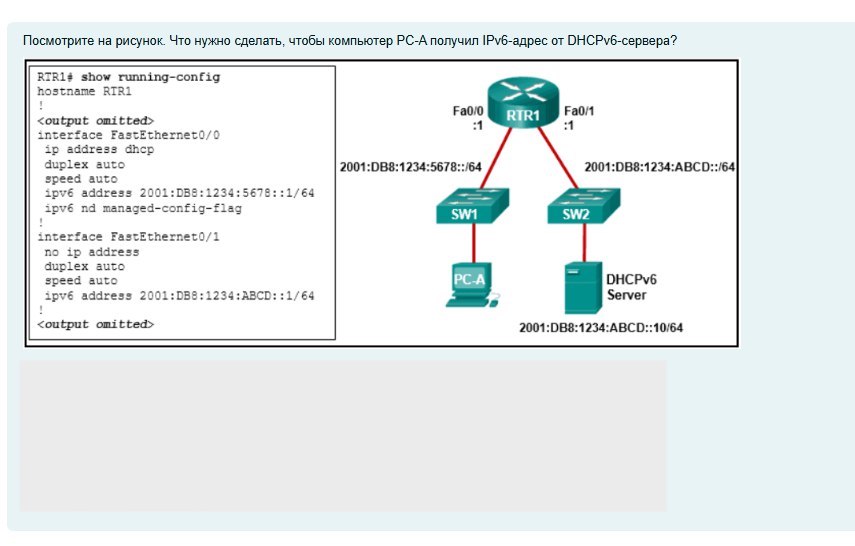 Посмотрите на рисунок. Что нужно сделать, чтобы компьютер PC-A получил IPv6-адрес от DHCPv6-сервера?
RTR1# show running-config
hostname RTR1
!
<output omitted>
interface FastEthernet0/0
ip address dhcp
duplex auto
speed auto
ipv6 address 2001:DB8:1234:5678::1/64
ipv6 nd managed-config-flag
!
interface FastEthernet0/1
no ip address
duplex auto
speed auto
ipv6 address 2001:DB8:1234:ABCD::1/64
!
<output omitted>
Fa0/0
:1
RTR1
Fa0/1
:1
2001:DB8:1234:5678::/64
2001:DB8:1234:ABCD::/64
SW1
SW2
PC-A
DHCPv6
Server
2001:DB8:1234:ABCD::10/64